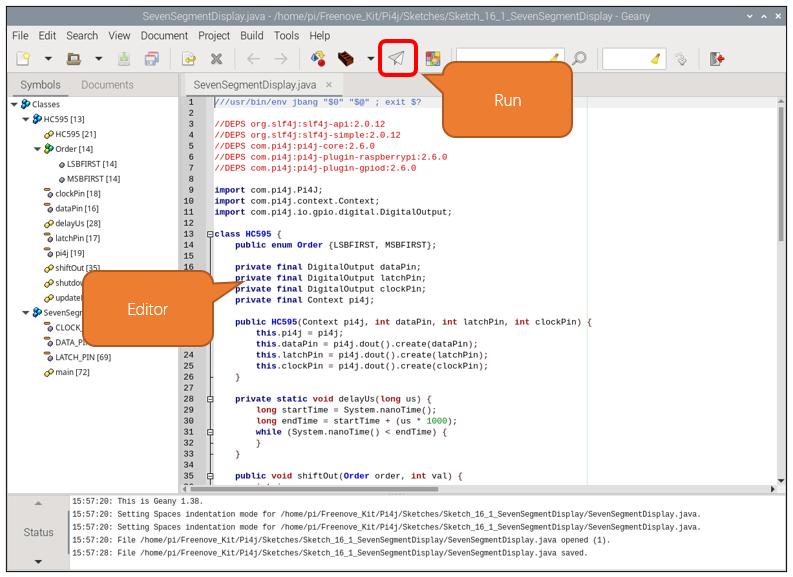 SevenSegmentDisplay.java - /home/pi/Freenove_Kit/Pi4j/Sketches/Sketch_16_1_SevenSegmentDisplay - Geany
File Edit Search View Document Project Build Tools Help
Run
Symbols Documents
SevenSegmentDisplay.java ×
Classes
HC595 [13]
HC595 [21]
Order [14]
LSBFIRST [14]
MSBFIRST [14]
clockPin [18]
dataPin [16]
delayUs [28]
latchPin [17]
pi4j [19]
shiftOut [35]
shutdow
update
SevenSegm
CLOCK_
DATA_PI
LATCH_PIN [69]
main [72]
Editor
1 ///usr/bin/env jbang "$0" "$@" ; exit $?
2
3 //DEPS org.slf4j:slf4j-api:2.0.12
4 //DEPS org.slf4j:slf4j-simple:2.0.12
5 //DEPS com.pi4j:pi4j-core:2.6.0
6 //DEPS com.pi4j:pi4j-plugin-raspberrypi:2.6.0
7 //DEPS com.pi4j:pi4j-plugin-gpiod:2.6.0
8
9 import com.pi4j.Pi4J;
10 import com.pi4j.context.Context;
11 import com.pi4j.io.gpio.digital.DigitalOutput;
12
13 class HC595 {
14 public enum Order {LSBFIRST, MSBFIRST};
15
16 private final DigitalOutput dataPin;
private final DigitalOutput latchPin;
private final DigitalOutput clockPin;
private final Context pi4j;
public HC595(Context pi4j, int dataPin, int latchPin, int clockPin) {
this.pi4j = pi4j;
this.dataPin = pi4j.dout().create(dataPin);
24 this.latchPin = pi4j.dout().create(latchPin);
25 this.clockPin = pi4j.dout().create(clockPin);
26 }
27
28 private static void delayUs(long us) {
29 long startTime = System.nanoTime();
30 long endTime = startTime + (us * 1000);
31 while (System.nanoTime() < endTime) {
32 }
33 }
34
35 public void shiftOut(Order order, int val) {
Status
15:57:20: This is Geany 1.38.
15:57:20: Setting Spaces indentation mode for /home/pi/Freenove_Kit/Pi4j/Sketches/Sketch_16_1_SevenSegmentDisplay/SevenSegmentDisplay.java.
15:57:20: Setting Spaces indentation mode for /home/pi/Freenove_Kit/Pi4j/Sketches/Sketch_16_1_SevenSegmentDisplay/SevenSegmentDisplay.java.
15:57:20: File /home/pi/Freenove_Kit/Pi4j/Sketches/Sketch_16_1_SevenSegmentDisplay/SevenSegmentDisplay.java opened (1).
15:57:28: File /home/pi/Freenove_Kit/Pi4j/Sketches/Sketch_16_1_SevenSegmentDisplay/SevenSegmentDisplay.java saved.